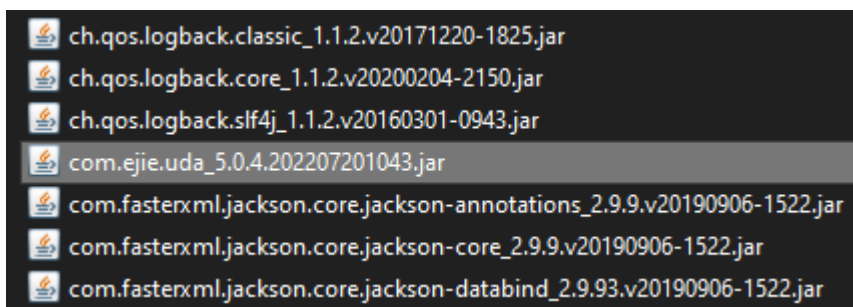 ch.qos.logback.classic_1.1.2.v20171220-1825.jar
ch.qos.logback.core_1.1.2.v20200204-2150.jar
ch.qos.logback.slf4j_1.1.2.v20160301-0943.jar
com.ejie.uda_5.0.4.202207201043.jar
com.fasterxml.jackson.core.jackson-annotations_2.9.9.v20190906-1522.jar
com.fasterxml.jackson.core.jackson-core_2.9.9.v20190906-1522.jar
com.fasterxml.jackson.core.jackson-databind_2.9.93.v20190906-1522.jar